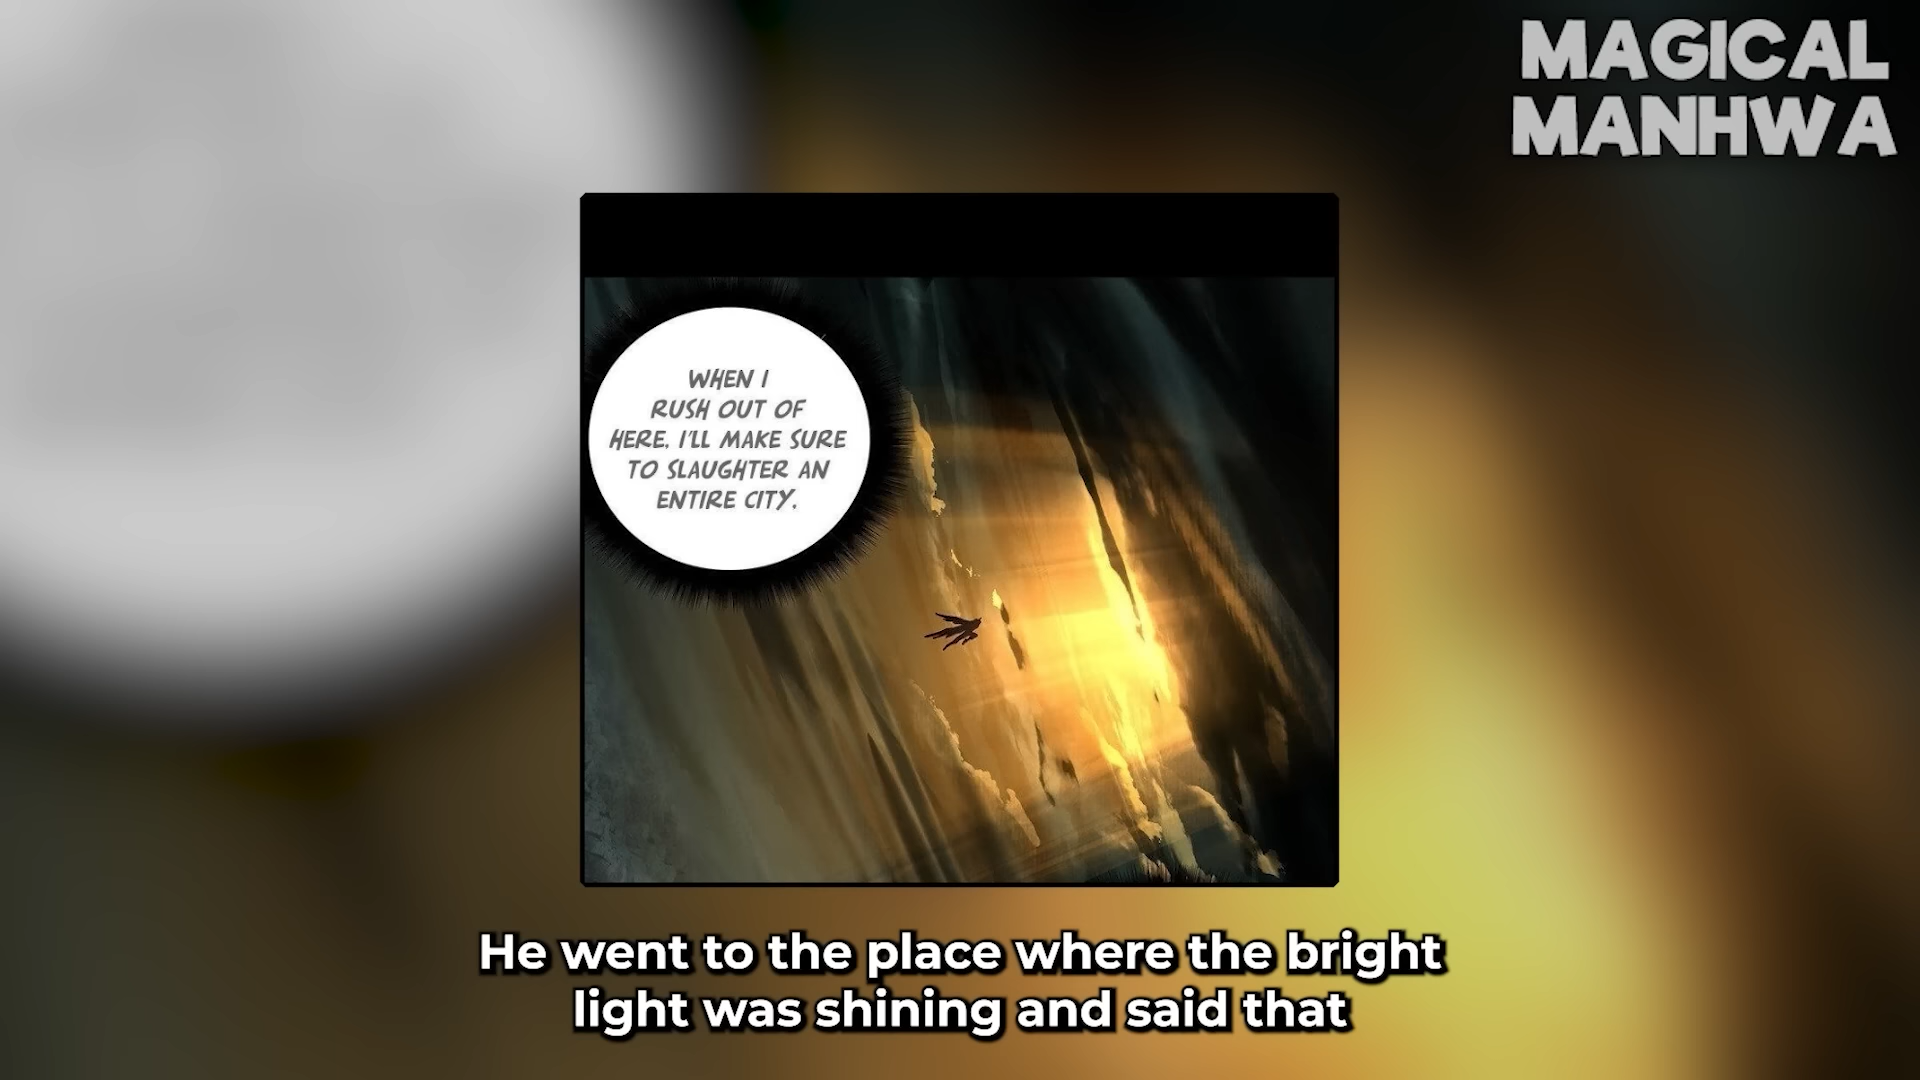 MAGICAL
MANHWA
WHEN I
RUSH OUT OF
HERE, I'LL MAKE SURE
TO SLAUGHTER AN
ENTIRE CITY.
He went to the place where the bright
light was shining and said that